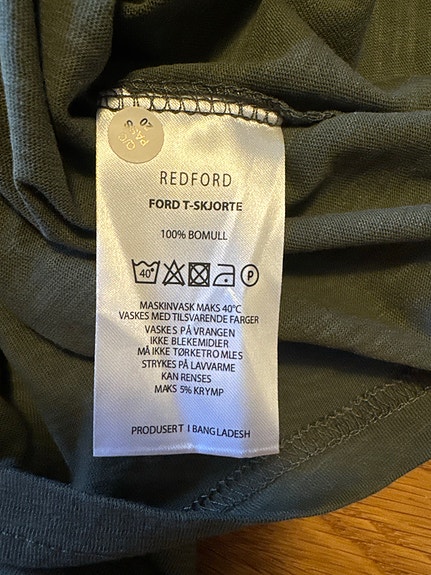 REDFORD
FORD T-SKJORTE
100% BOMULL
40°
P
MASKINVASK MAKS 40°C
VASKES MED TILSVARENDE FARGER
VASKES PÅ VRANGEN
IKKE BLEKEMIDLER
MÅ IKKE TØRKETROMLES
STRYKES PÅ LAVVARME
KAN RENSES
MAKS 5% KRYMP
PRODUSERT I BANGLADESH